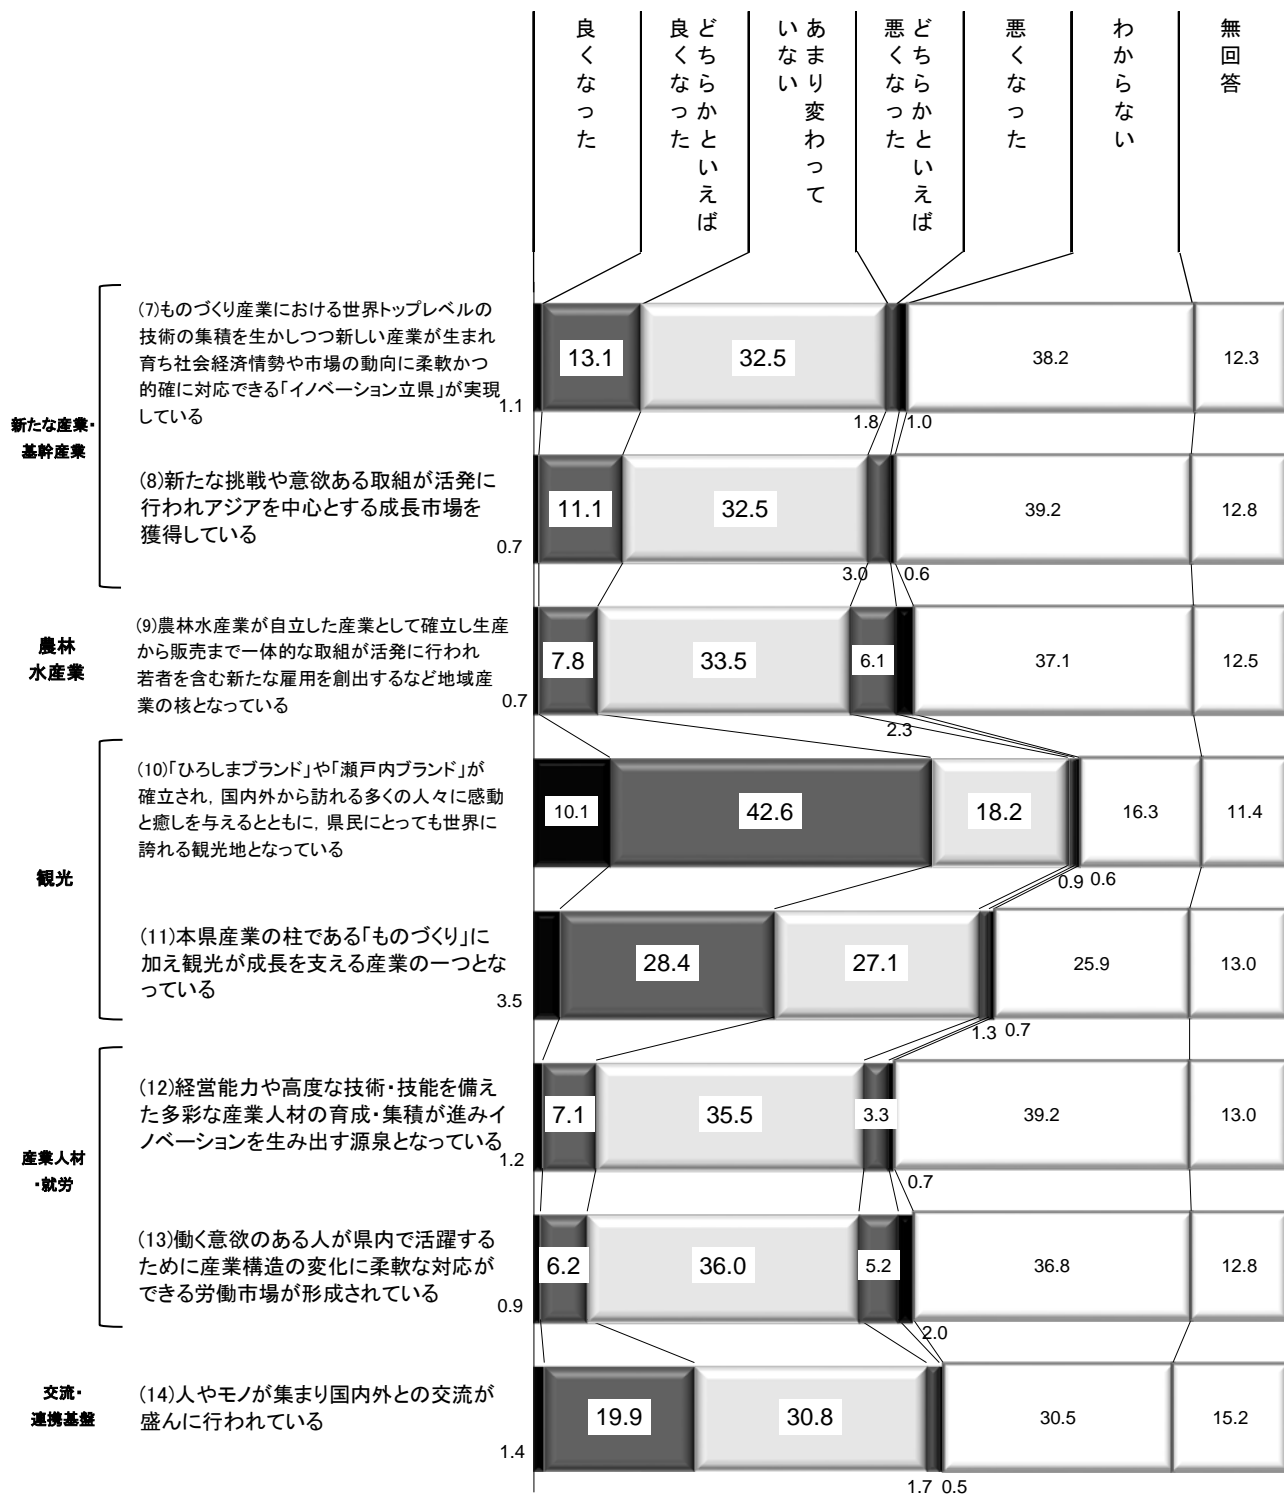 良くなった
どちらかといえば
良くなった
あまり変わって
いない
どちらかといえば
悪くなった
悪くなった
わからない
無回答
新たな産業・
基幹産業
(7)ものづくり産業における世界トップレベルの
技術の集積を生かしつつ新しい産業が生まれ
育ち社会経済情勢や市場の動向に柔軟かつ
的確に対応できる「イノベーション立県」が実現
している
1.1
13.1
32.5
1.8
1.0
38.2
12.3
(8)新たな挑戦や意欲ある取組が活発に
行われアジアを中心とする成長市場を
獲得している
0.7
11.1
32.5
3.0
0.6
39.2
12.8
農林
水産業
(9)農林水産業が自立した産業として確立し生産
から販売まで一体的な取組が活発に行われ
若者を含む新たな雇用を創出するなど地域産
業の核となっている
0.7
7.8
33.5
6.1
2.3
37.1
12.5
観光
(10)「ひろしまブランド」や「瀬戸内ブランド」が
確立され，国内外から訪れる多くの人々に感動
と癒しを与えるとともに，県民にとっても世界に
誇れる観光地となっている
10.1
42.6
18.2
0.9
0.6
16.3
11.4
(11)本県産業の柱である「ものづくり」に
加え観光が成長を支える産業の一つとな
っている
3.5
28.4
27.1
1.3
0.7
25.9
13.0
産業人材
・就労
(12)経営能力や高度な技術・技能を備え
た多彩な産業人材の育成・集積が進みイ
ノベーションを生み出す源泉となっている
1.2
7.1
35.5
3.3
0.7
39.2
13.0
(13)働く意欲のある人が県内で活躍する
ために産業構造の変化に柔軟な対応が
できる労働市場が形成されている
0.9
6.2
36.0
5.2
2.0
36.8
12.8
交流・
連携基盤
(14)人やモノが集まり国内外との交流が
盛んに行われている
1.4
19.9
30.8
1.7
0.5
30.5
15.2